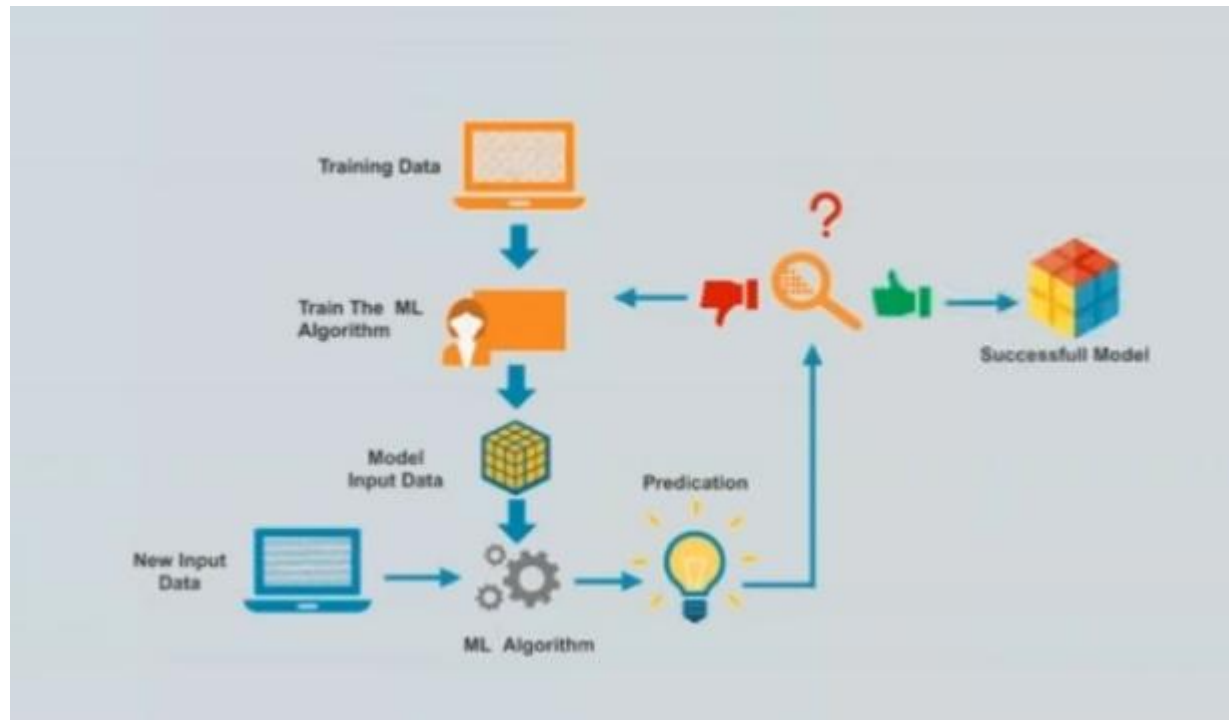 Training Data
?
Train The ML
Algorithm
Successfull Model
Model
Input Data
Predication
New Input
Data
ML Algorithm